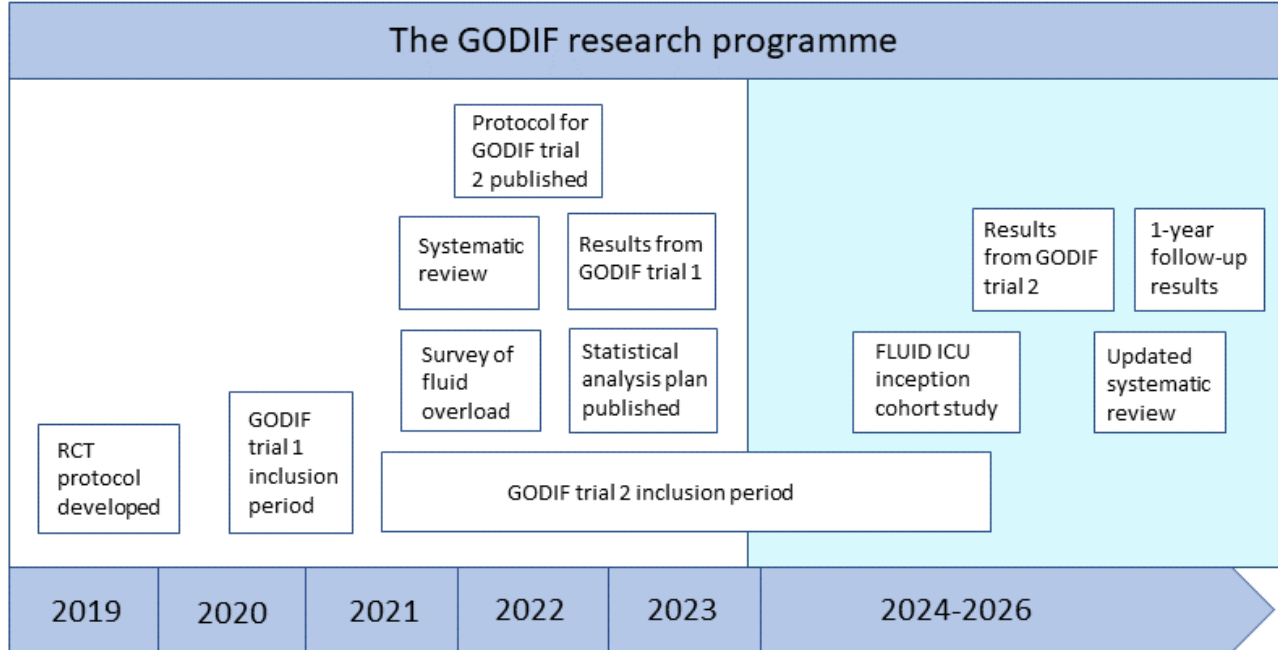 The GODIF research programme
Protocol for
GODIF trial
2 published
Systematic
review
Results from
GODIF trial 1
Results
from GODIF
trial 2
1-year
follow-up
results
Survey of
fluid
overload
Statistical
analysis plan
published
FLUID ICU
inception
cohort study
Updated
systematic
review
RCT
protocol
developed
GODIF
trial 1
inclusion
period
GODIF trial 2 inclusion period
2019
2020
2021
2022
2023
2024-2026